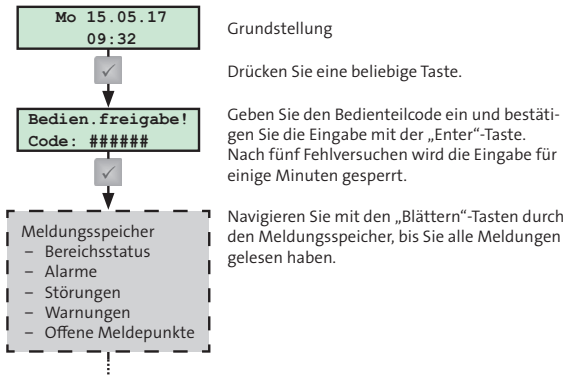 Mo 15.05.17
09:32
Grundstellung
Drücken Sie eine beliebige Taste.
Bedien.freigabe!
Code: ######
Geben Sie den Bedienteilcode ein und bestäti-
gen Sie die Eingabe mit der „Enter“-Taste.
Nach fünf Fehlversuchen wird die Eingabe für
einige Minuten gesperrt.
Meldungsspeicher
– Bereichsstatus
– Alarme
– Störungen
– Warnungen
– Offene Meldepunkte
Navigieren Sie mit den „Blättern“-Tasten durch
den Meldungsspeicher, bis Sie alle Meldungen
gelesen haben.